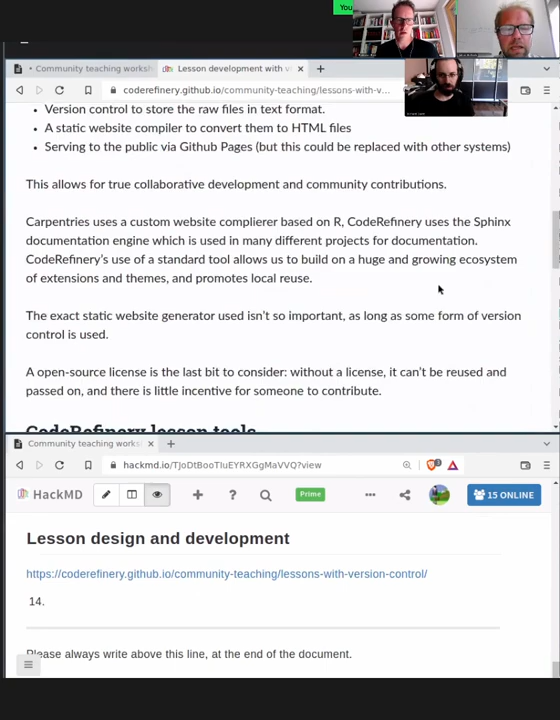 You
Community teaching worksh
Lesson development with v
coderefinery.github.io/community-teaching/lessons-with-v...
• Version control to store the raw files in text format.
• A static website compiler to convert them to HTML files
• Serving to the public via Github Pages (but this could be replaced with other systems)
This allows for true collaborative development and community contributions.
Carpentries uses a custom website complierer based on R, CodeRefinery uses the Sphinx
documentation engine which is used in many different projects for documentation.
CodeRefinery's use of a standard tool allows us to build on a huge and growing ecosystem
of extensions and themes, and promotes local reuse.
The exact static website generator used isn't so important, as long as some form of version
control is used.
A open-source license is the last bit to consider: without a license, it can't be reused and
passed on, and there is little incentive for someone to contribute.
CodeRefinery lesson tools
Community teaching works
hackmd.io/TJoDtBooTIuEYRXGgMaVVQ?view
HackMD
Prime
15 ONLINE
Lesson design and development
https://coderefinery.github.io/community-teaching/lessons-with-version-control/
14.
Please always write above this line, at the end of the document.